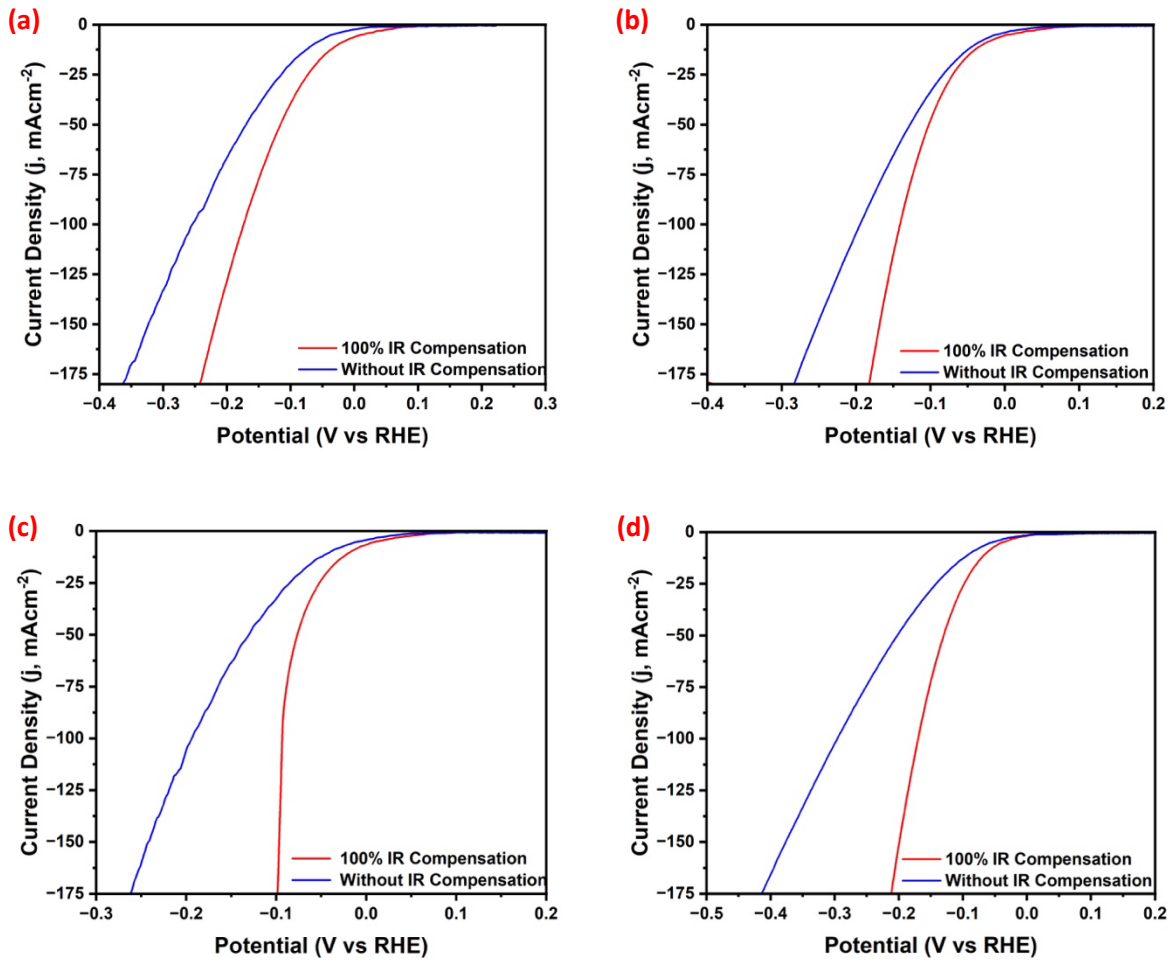 (a)
0
−25
−50
−75
−100
−125
−150
−175
Current Density (j, mAcm⁻²)
100% IR Compensation
Without IR Compensation
−0.4 −0.3 −0.2 −0.1 0.0 0.1 0.2 0.3
Potential (V vs RHE)
(b)
0
−25
−50
−75
−100
−125
−150
−175
Current Density (j, mAcm⁻²)
100% IR Compensation
Without IR Compensation
−0.4 −0.3 −0.2 −0.1 0.0 0.1 0.2
Potential (V vs RHE)
(c)
0
−25
−50
−75
−100
−125
−150
−175
Current Density (j, mAcm⁻²)
100% IR Compensation
Without IR Compensation
−0.3 −0.2 −0.1 0.0 0.1 0.2
Potential (V vs RHE)
(d)
0
−25
−50
−75
−100
−125
−150
−175
Current Density (j, mAcm⁻²)
100% IR Compensation
Without IR Compensation
−0.5 −0.4 −0.3 −0.2 −0.1 0.0 0.1 0.2
Potential (V vs RHE)